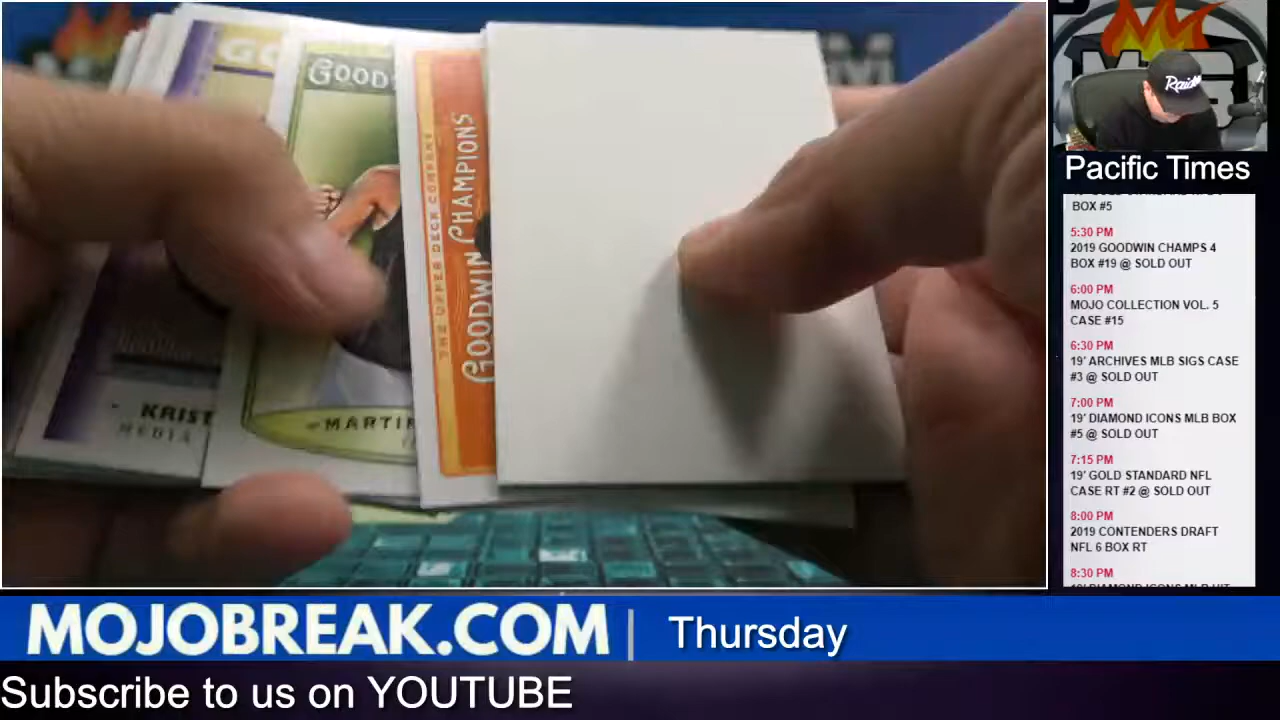 GOOD
UPPER DECK COMPANY
GOODWIN CHAMPIONS
KRIST
MEDIA
MARTIN
Raid
Pacific Times
BOX #5
5:30 PM
2019 GOODWIN CHAMPS 4
BOX #19 @ SOLD OUT
6:00 PM
MOJO COLLECTION VOL. 5
CASE #15
6:30 PM
19' ARCHIVES MLB SIGS CASE
#3 @ SOLD OUT
7:00 PM
19' DIAMOND ICONS MLB BOX
#5 @ SOLD OUT
7:15 PM
19' GOLD STANDARD NFL
CASE RT #2 @ SOLD OUT
8:00 PM
2019 CONTENDERS DRAFT
NFL 6 BOX RT
8:30 PM
MOJOBREAK.COM | Thursday
Subscribe to us on YOUTUBE